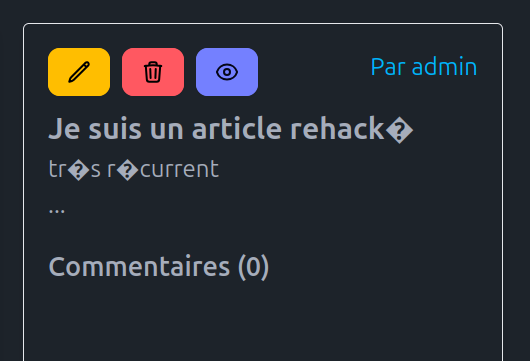 Par admin
Je suis un article rehack�
tr�s r�current
...
Commentaires (0)